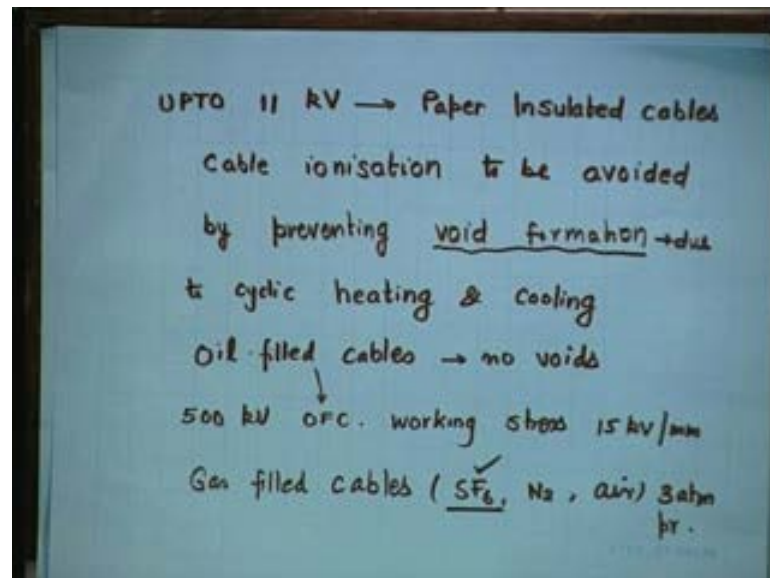 UPTO 11 kV → Paper Insulated cables
Cable ionisation to be avoided
by preventing void formation → due
to cyclic heating & cooling
Oil filled cables → no voids
500 kV OFC. working stress 15 kV/mm
Gas filled cables ( SF6, N2, air) 3 atm
pr.